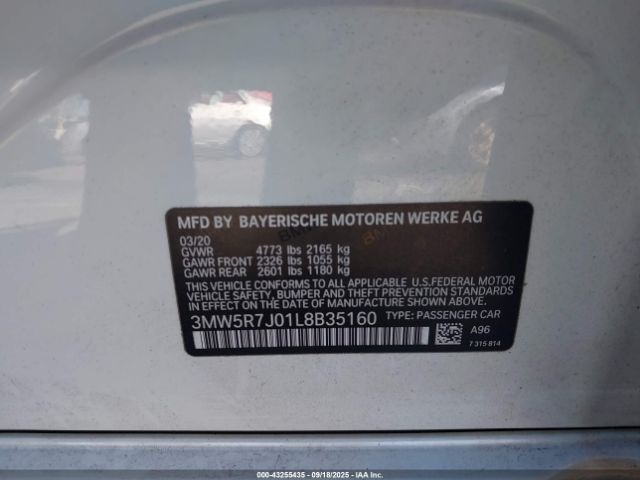 MFD BY BAYERISCHE MOTOREN WERKE AG
03/20
GVWR 4773 lbs 2165 kg
GAWR FRONT 2326 lbs 1055 kg
GAWR REAR 2601 lbs 1180 kg
THIS VEHICLE CONFORMS TO ALL APPLICABLE U.S.FEDERAL MOTOR
VEHICLE SAFETY, BUMPER, AND THEFT PREVENTION STANDARDS
IN EFFECT ON THE DATE OF MANUFACTURE SHOWN ABOVE.
3MW5R7J01L8B35160 TYPE: PASSENGER CAR
A96
7 315 814
000-43255435 - 09/18/2025 - IAAI.COM